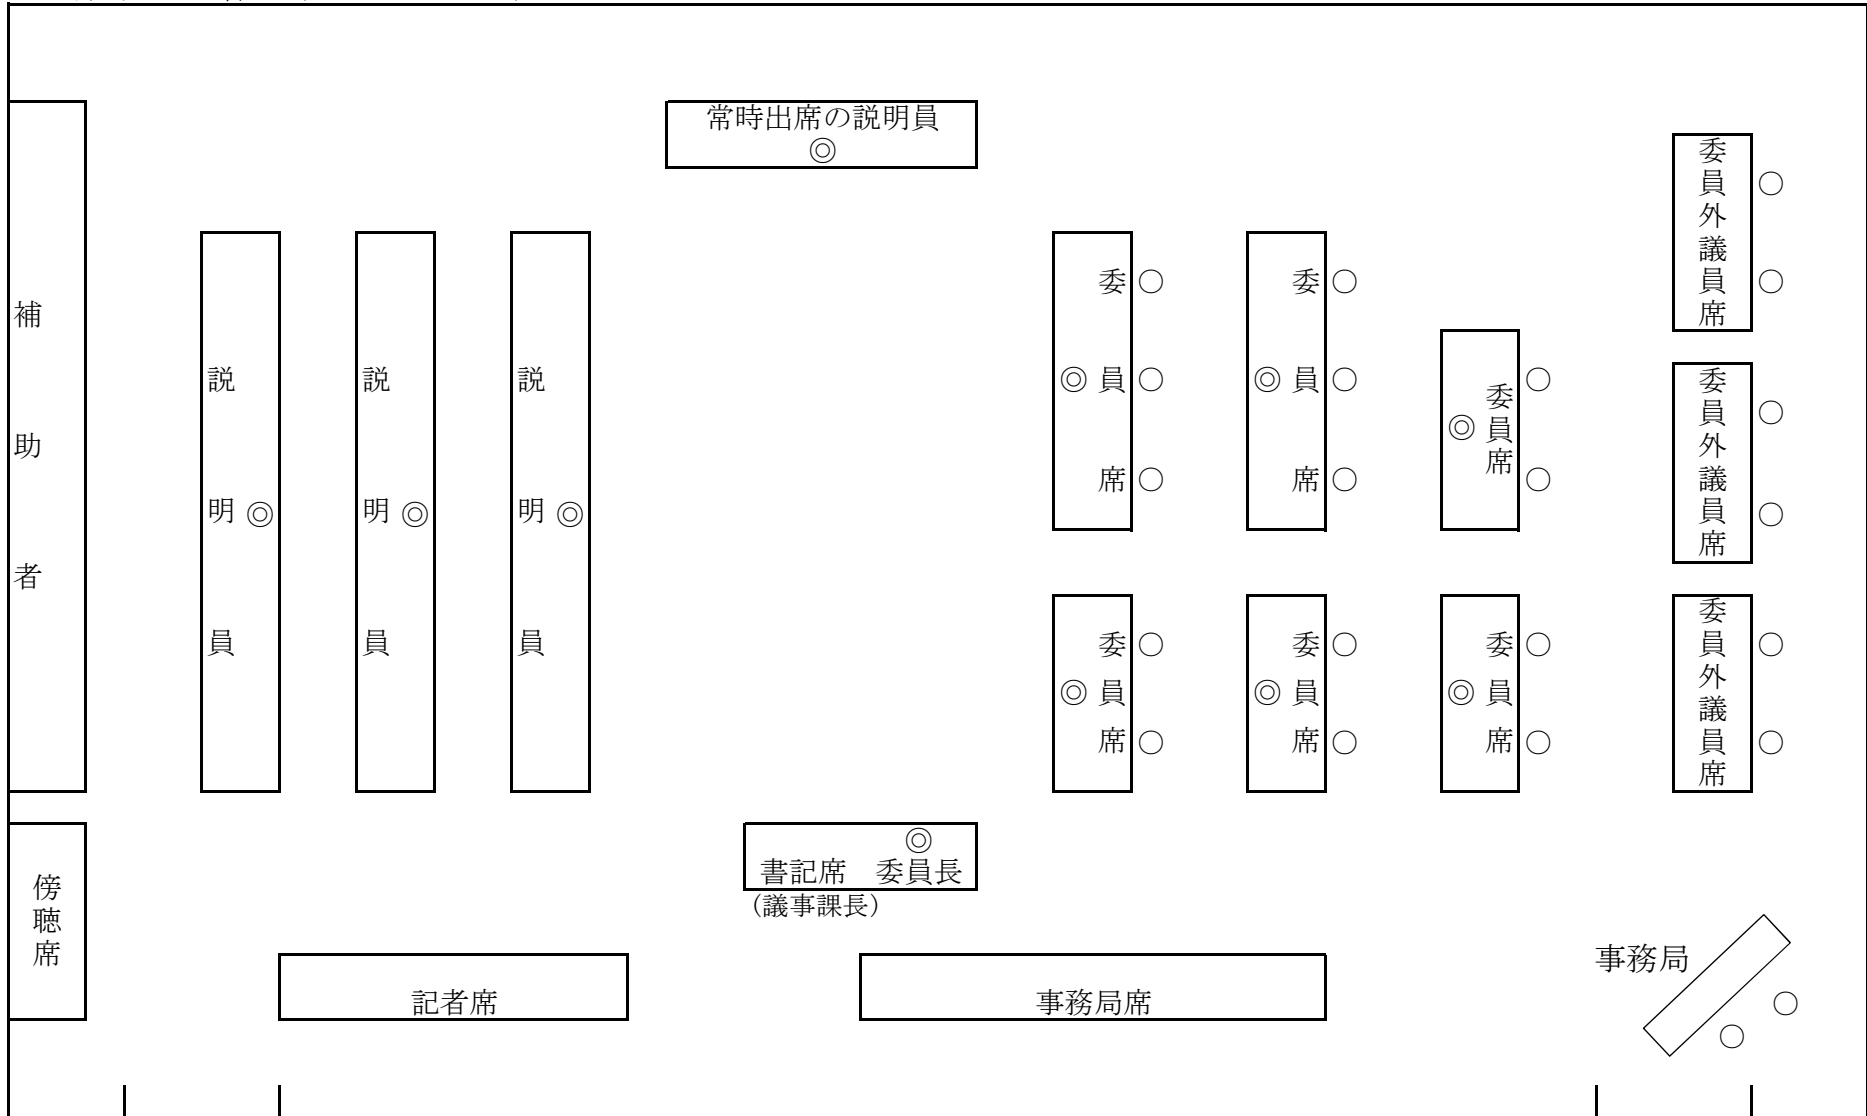 常時出席の説明員
◎
補助者
説明員
◎
説明員
◎
説明員
◎
委員席
◎
○
○
○
委員席
◎
○
○
○
委員席
◎
○
○
委員外議員席
○
○
委員外議員席
○
○
委員席
◎
○
○
委員席
◎
○
○
委員席
◎
○
○
委員外議員席
○
○
◎
書記席 委員長
(議事課長)
傍聴席
記者席
事務局席
事務局
○
○